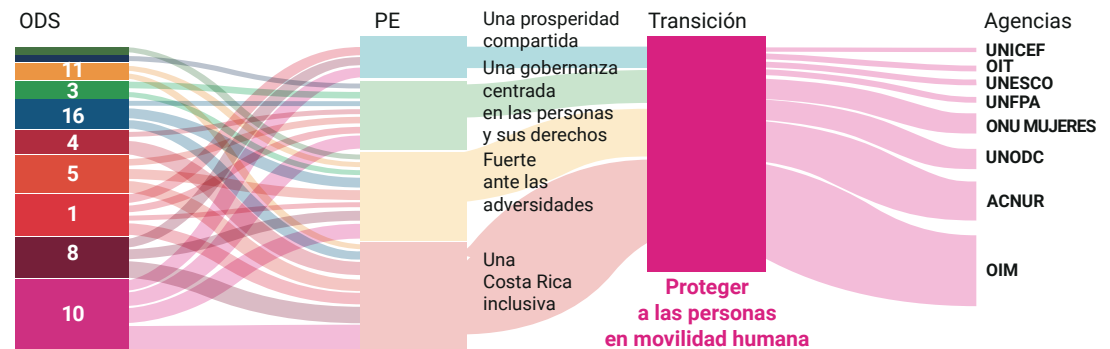 ODS
PE
Una prosperidad
compartida
Transición
Agencias
11
3
16
4
5
1
8
10
Una gobernanza
centrada
en las personas
y sus derechos
Fuerte
ante las
adversidades
Una
Costa Rica
inclusiva
Proteger
a las personas
en movilidad humana
UNICEF
OIT
UNESCO
UNFPA
ONU MUJERES
UNODC
ACNUR
OIM